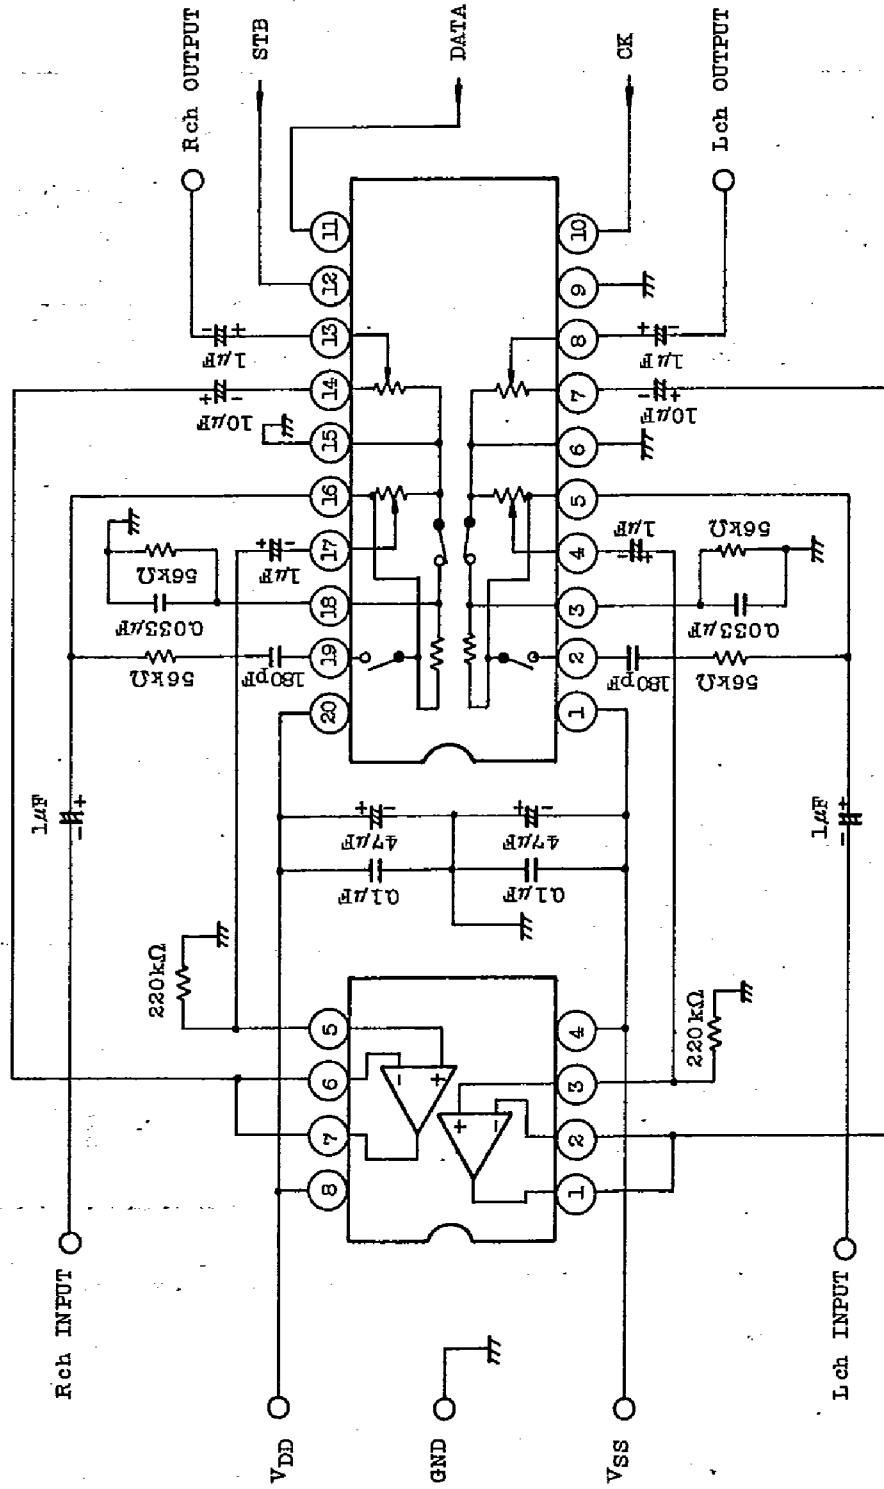 Rch OUTPUT
STB
DATA
CK
Lch OUTPUT
11
12
13
14
15
16
17
18
19
20
10
9
8
7
6
5
4
3
2
1
- +
1μF
+ -
10μF
- +
1μF
56kΩ
0.033μF
56kΩ
180pF
+ -
1μF
- +
10μF
- +
1μF
56kΩ
0.033μF
180pF
56kΩ
1μF
- +
1μF
- +
+ -
47μF
+ -
47μF
0.1μF
0.1μF
220kΩ
220kΩ
5
6
7
8
4
3
2
1
- +
+ -
Rch INPUT
VDD
GND
VSS
Lch INPUT